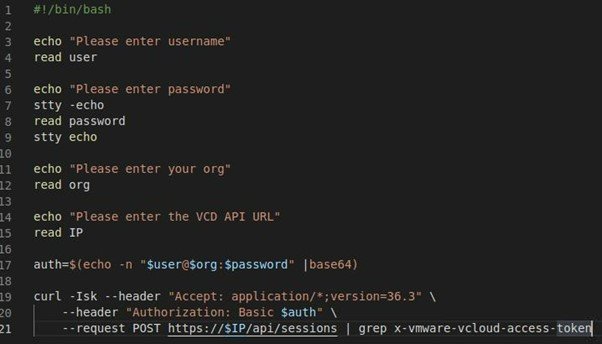 1 #!/bin/bash
2
3 echo "Please enter username"
4 read user
5
6 echo "Please enter password"
7 stty -echo
8 read password
9 stty echo
10
11 echo "Please enter your org"
12 read org
13
14 echo "Please enter the VCD API URL"
15 read IP
16
17 auth=$(echo -n "$user@$org:$password" |base64)
18
19 curl -Isk --header "Accept: application/*;version=36.3" \
20 --header "Authorization: Basic $auth" \
21 --request POST https://$IP/api/sessions | grep x-vmware-vcloud-access-token